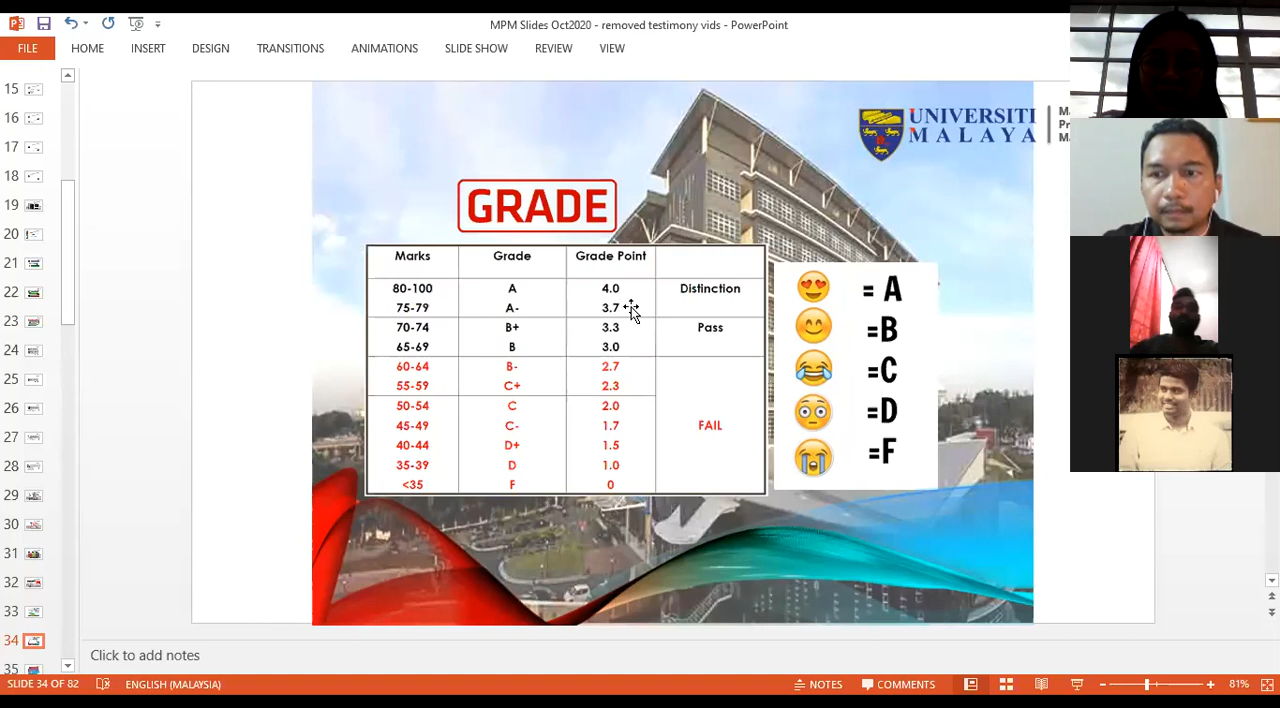 MPM Slides Oct2020 - removed testimony vids - PowerPoint
FILE HOME INSERT DESIGN TRANSITIONS ANIMATIONS SLIDE SHOW REVIEW VIEW
15
16
17
18
19
20
21
22
23
24
25
26
27
28
29
30
31
32
33
34
35
UNIVERSITI
MALAYA
GRADE
Marks Grade Grade Point
80-100 A 4.0 Distinction
75-79 A- 3.7
70-74 B+ 3.3 Pass
65-69 B 3.0
60-64 B- 2.7
55-59 C+ 2.3
50-54 C 2.0
45-49 C- 1.7 FAIL
40-44 D+ 1.5
35-39 D 1.0
<35 F 0
= A
=B
=C
=D
=F
Click to add notes
SLIDE 34 OF 82 ENGLISH (MALAYSIA) NOTES COMMENTS 81%